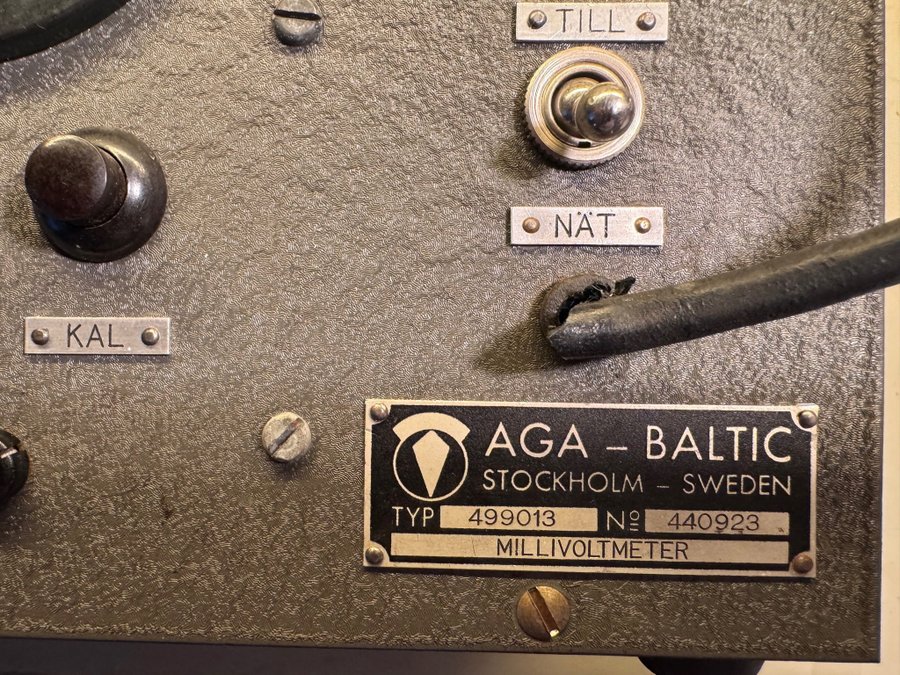 TILL
NÄT
KAL.
AGA – BALTIC
STOCKHOLM – SWEDEN
TYP 499013 No 440923
MILLIVOLTMETER